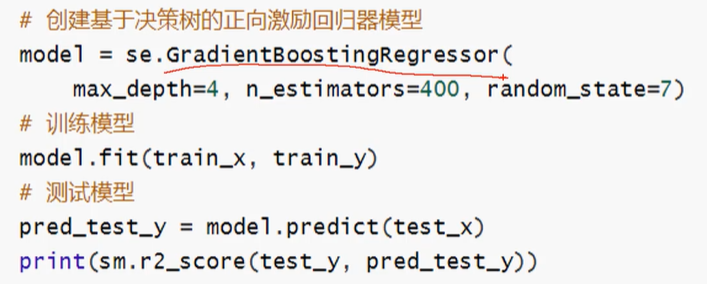 # 创建基于决策树的正向激励回归器模型
model = se.GradientBoostingRegressor(
max_depth=4, n_estimators=400, random_state=7)
# 训练模型
model.fit(train_x, train_y)
# 测试模型
pred_test_y = model.predict(test_x)
print(sm.r2_score(test_y, pred_test_y))